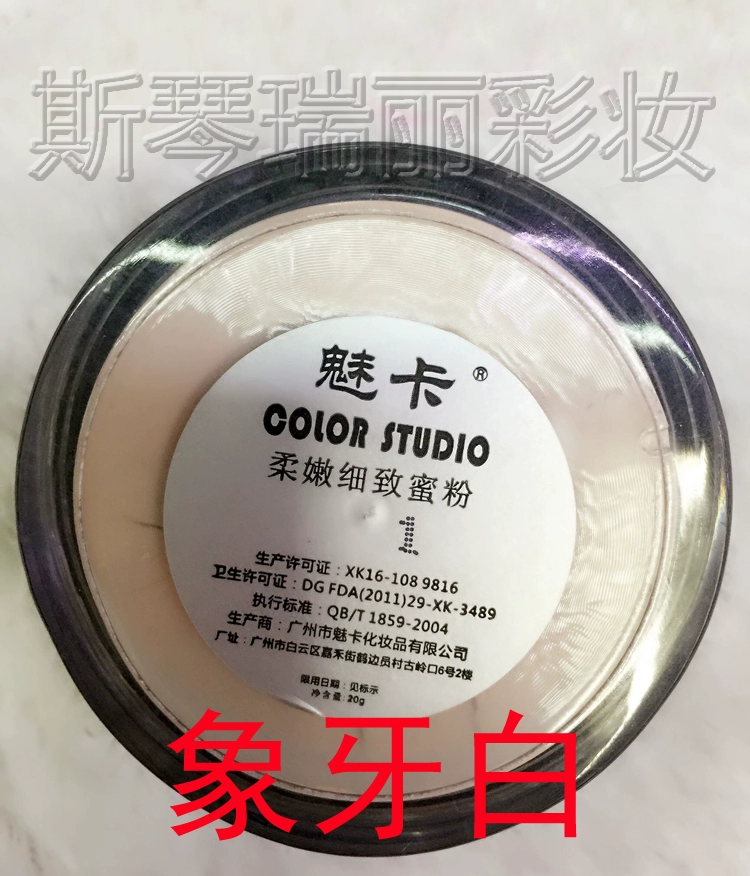 斯琴瑞丽彩妆
魅卡®
COLOR STUDIO
柔嫩细致蜜粉
1
生产许可证：XK16-108 9816
卫生许可证：DG FDA(2011)29-XK-3489
执行标准：QB/T 1859-2004
生产商：广州市魅卡化妆品有限公司
厂址：广州市白云区嘉禾街鹤边员村古岭口6号2楼
限用日期：见标示
净含量:20g
象牙白